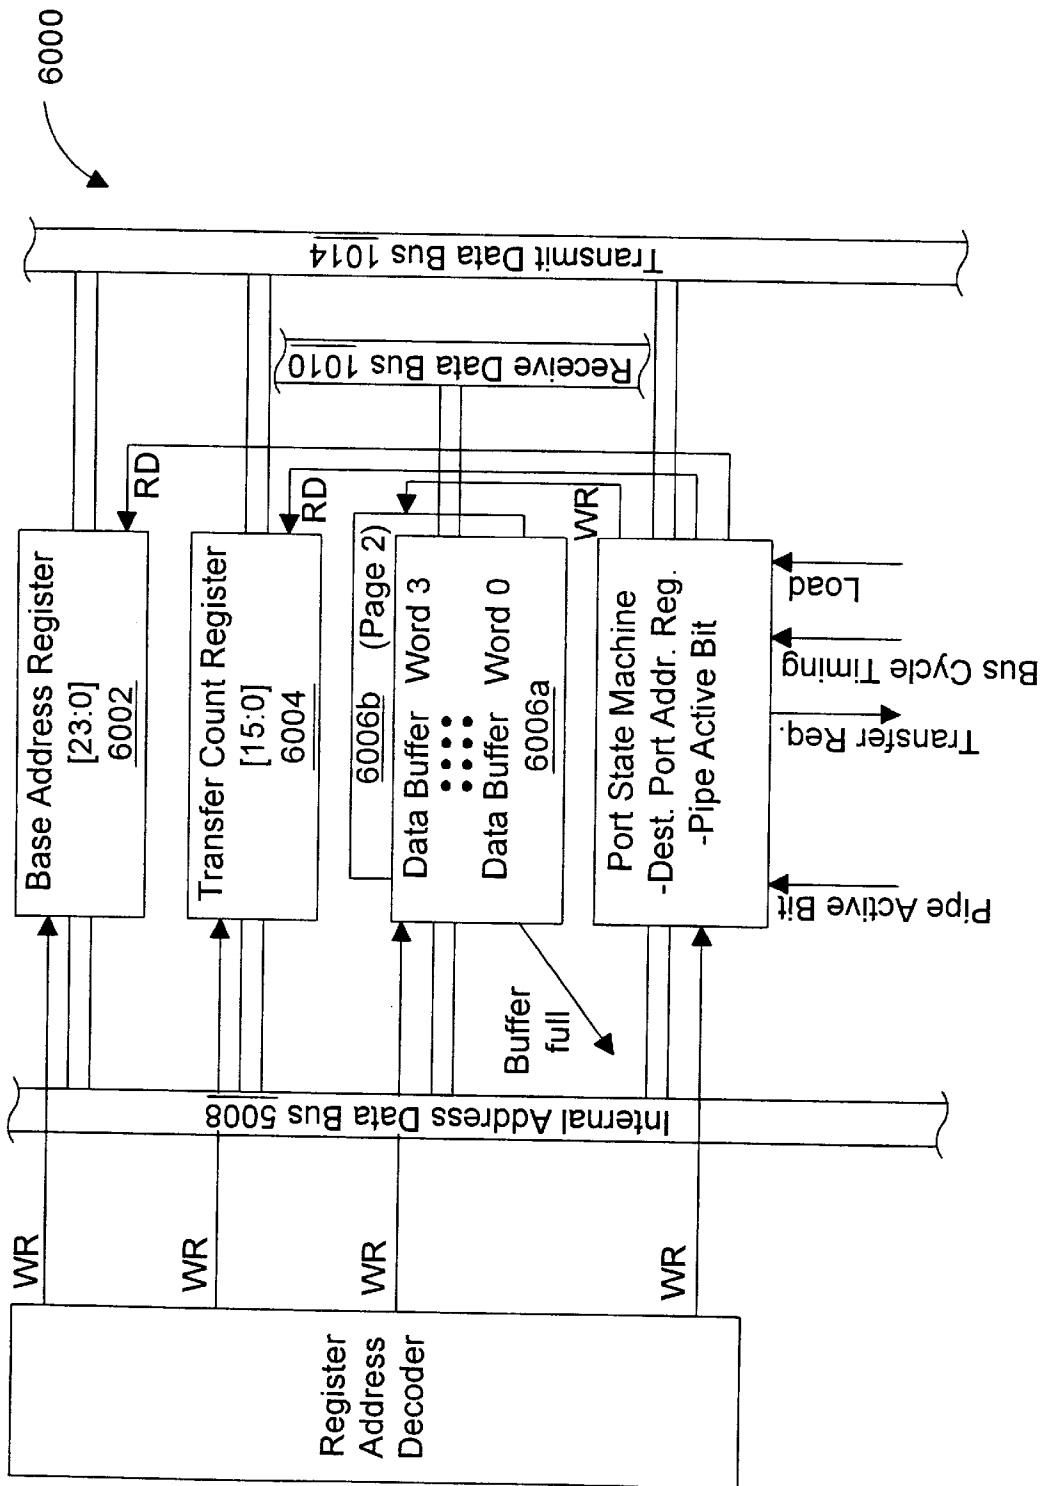 6000
Transmit Data Bus 1014
Receive Data Bus 1010
Base Address Register
[23:0]
6002
RD
Transfer Count Register
[15:0]
6004
RD
6006b (Page 2)
Data Buffer Word 3
Data Buffer Word 0
6006a
WR
Port State Machine
-Dest. Port Addr. Reg.
-Pipe Active Bit
Load
Bus Cycle Timing
Transfer Req.
Pipe Active Bit
Buffer
full
Internal Address Data Bus 5008
WR
WR
WR
WR
Register
Address
Decoder